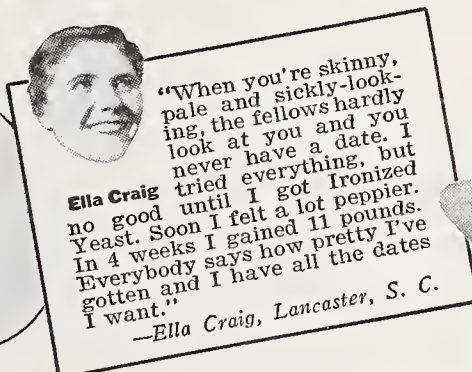 "When you're skinny,
pale and sickly-look-
ing, the fellows hardly
look at you and you
never have a date. I
Ella Craig tried everything, but
no good until I got Ironized
Yeast. Soon I felt a lot peppier.
In 4 weeks I gained 11 pounds.
Everybody says how pretty I've
gotten and I have all the dates
I want."
—Ella Craig, Lancaster, S. C.